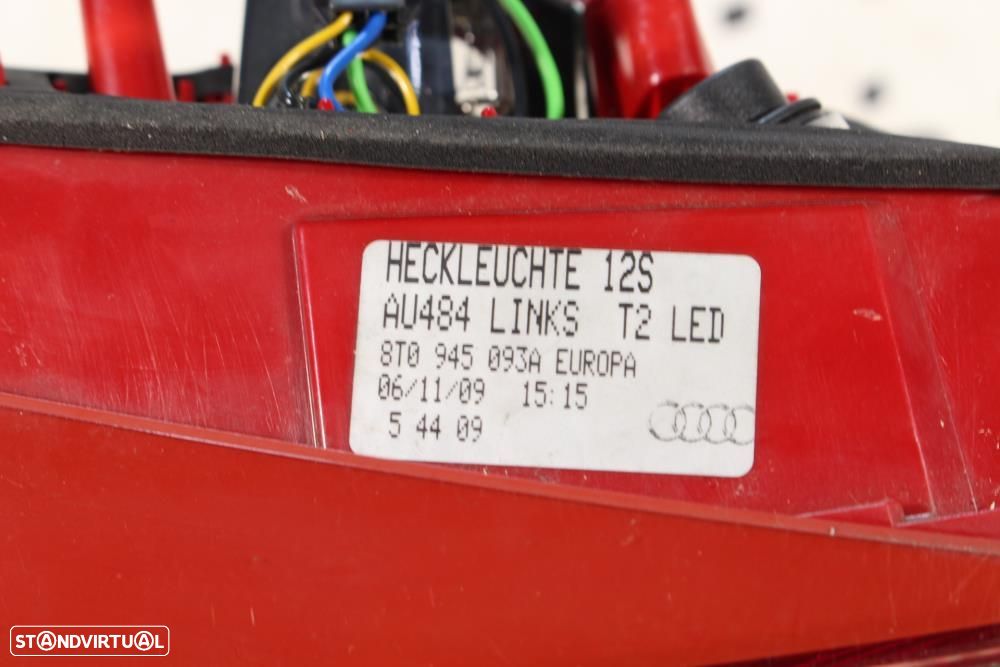 HECKLEUCHTE 12S
AU484 LINKS T2 LED
8T0 945 093A EUROPA
06/11/09 15:15
5 44 09
STANDVIRTUAL